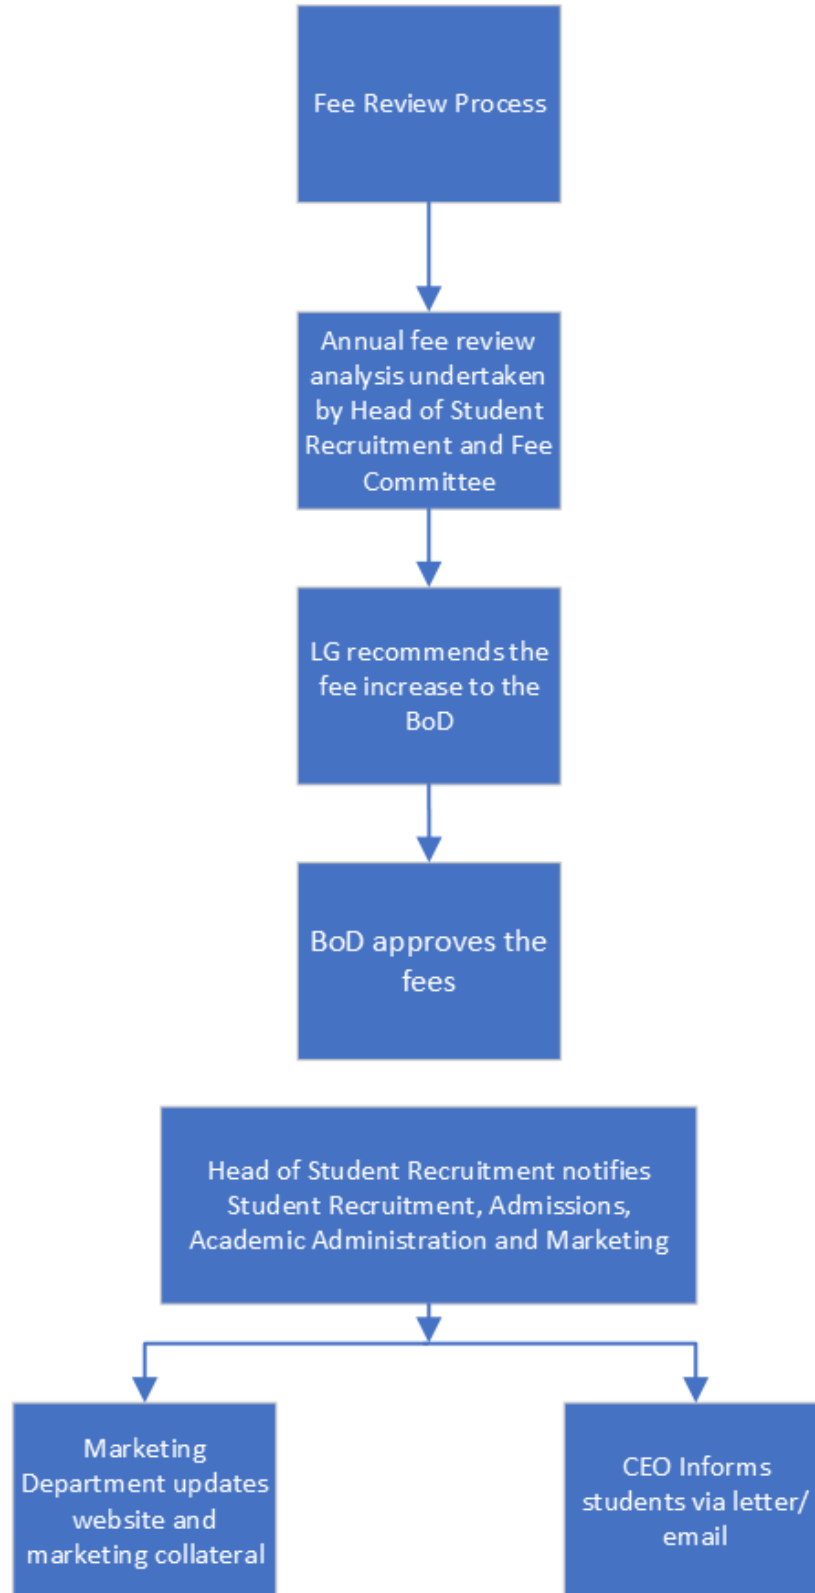 Fee Review Process
Annual fee review
analysis undertaken
by Head of Student
Recruitment and Fee
Committee
LG recommends the
fee increase to the
BoD
BoD approves the
fees
Head of Student Recruitment notifies
Student Recruitment, Admissions,
Academic Administration and Marketing
Marketing
Department updates
website and
marketing collateral
CEO Informs
students via letter/
email